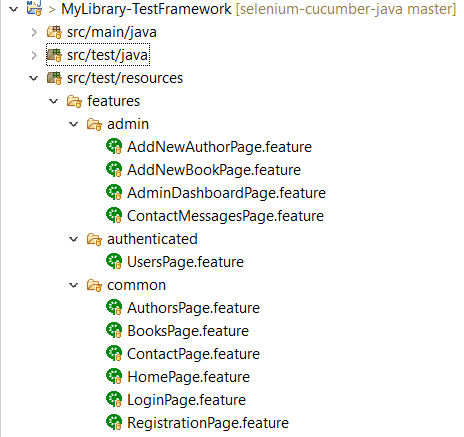 > MyLibrary-TestFramework [selenium-cucumber-java master]
src/main/java
src/test/java
src/test/resources
features
admin
AddNewAuthorPage.feature
AddNewBookPage.feature
AdminDashboardPage.feature
ContactMessagesPage.feature
authenticated
UsersPage.feature
common
AuthorsPage.feature
BooksPage.feature
ContactPage.feature
HomePage.feature
LoginPage.feature
RegistrationPage.feature